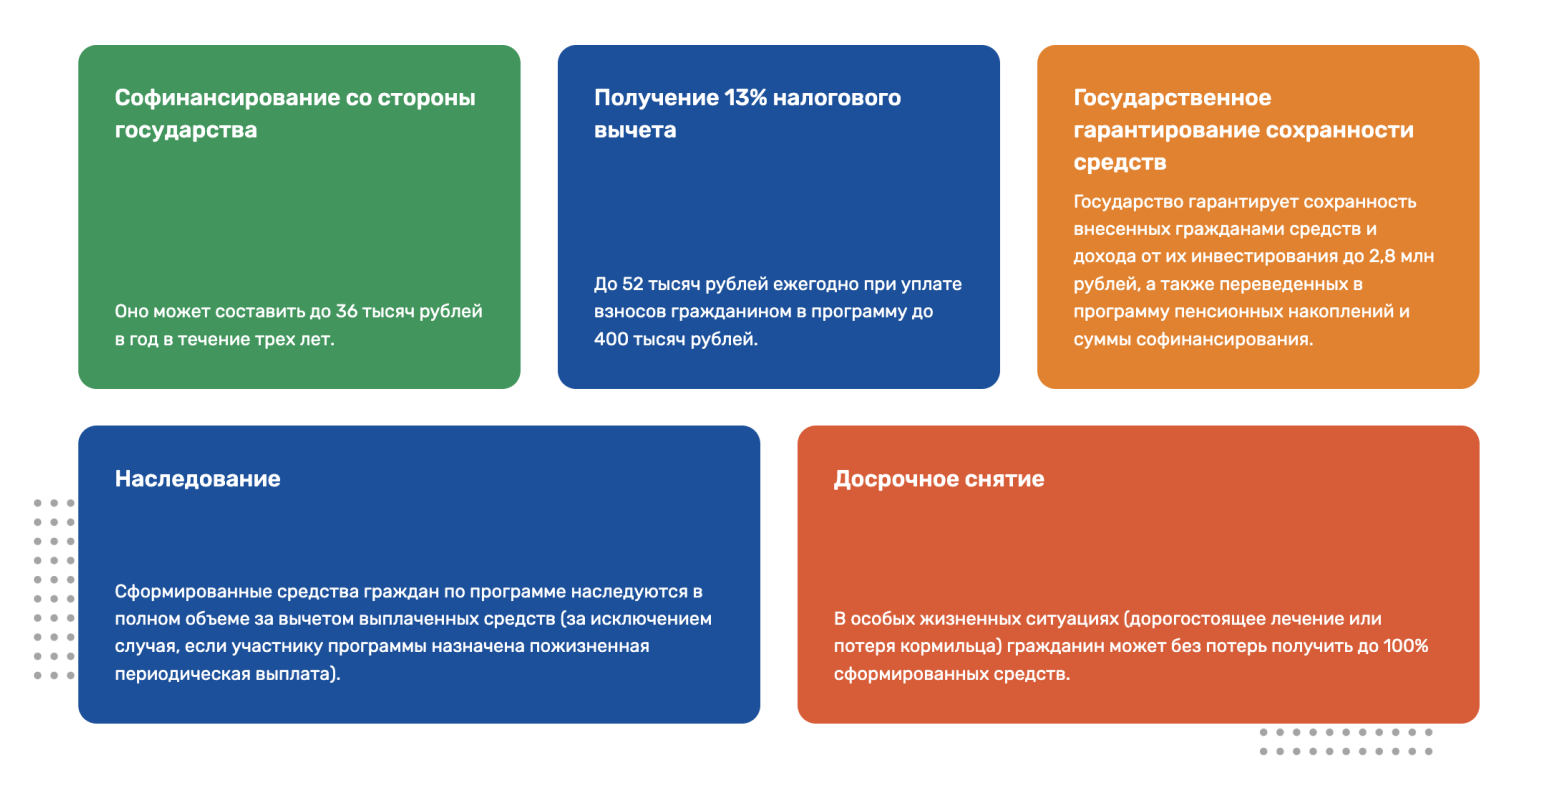 Софинансирование со стороны
государства
Оно может составить до 36 тысяч рублей
в год в течение трех лет.
Получение 13% налогового
вычета
До 52 тысяч рублей ежегодно при уплате
взносов гражданином в программу до
400 тысяч рублей.
Государственное
гарантирование сохранности
средств
Государство гарантирует сохранность
внесенных гражданами средств и
дохода от их инвестирования до 2,8 млн
рублей, а также переведенных в
программу пенсионных накоплений и
суммы софинансирования.
Наследование
Сформированные средства граждан по программе наследуются в
полном объеме за вычетом выплаченных средств (за исключением
случая, если участнику программы назначена пожизненная
периодическая выплата).
Досрочное снятие
В особых жизненных ситуациях (дорогостоящее лечение или
потеря кормильца) гражданин может без потерь получить до 100%
сформированных средств.